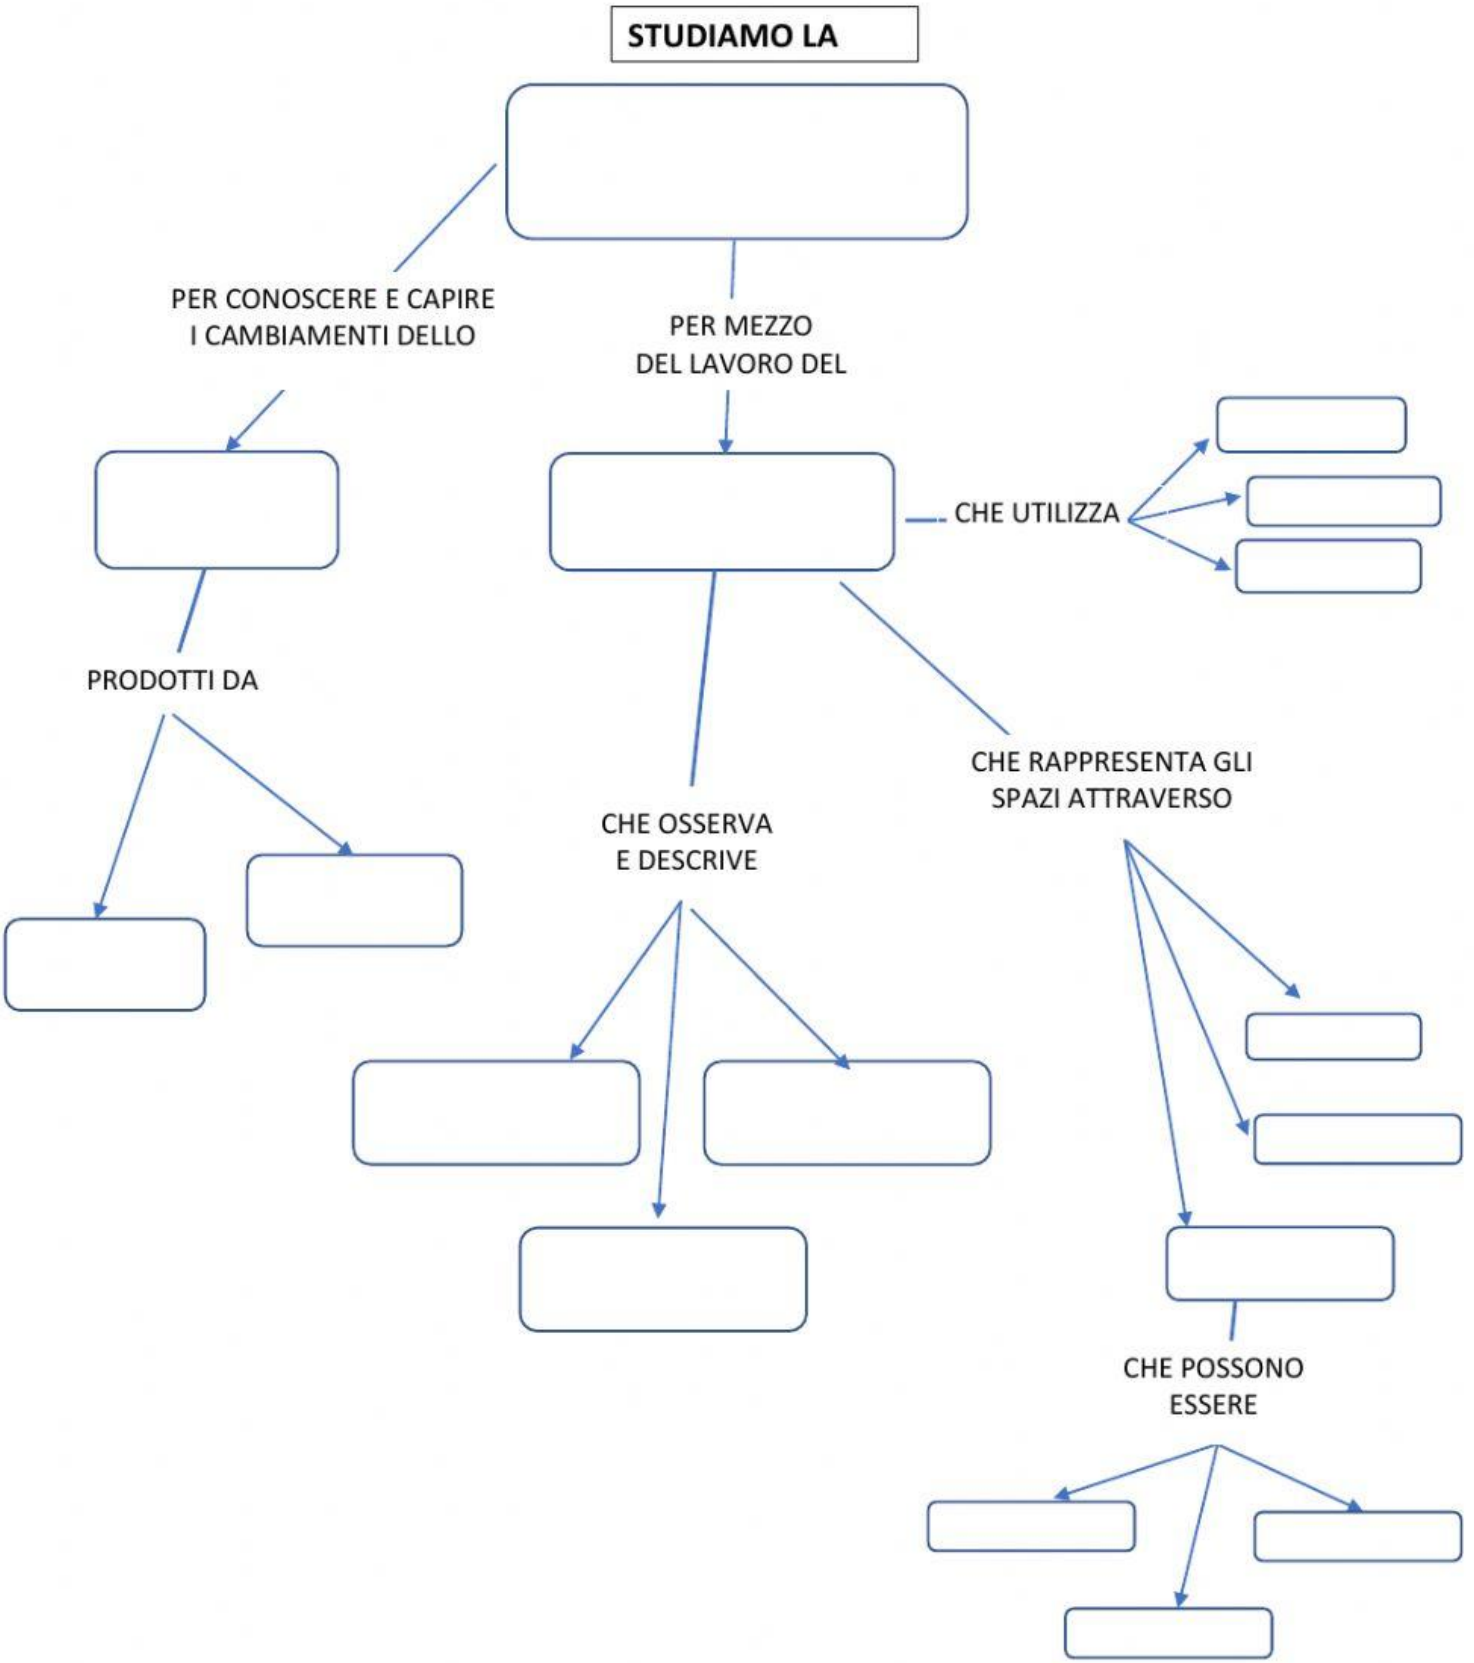 STUDIAMO LA
PER CONOSCERE E CAPIRE
I CAMBIAMENTI DELLO
PER MEZZO
DEL LAVORO DEL
CHE UTILIZZA
PRODOTTI DA
CHE RAPPRESENTA GLI
SPAZI ATTRAVERSO
CHE OSSERVA
E DESCRIVE
CHE POSSONO
ESSERE